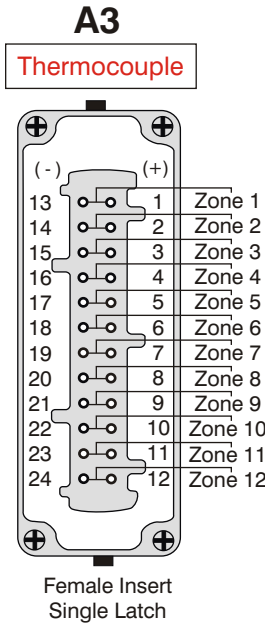 A3
Thermocouple
(-) (+)
13 1 Zone 1
14 2 Zone 2
15 3 Zone 3
16 4 Zone 4
17 5 Zone 5
18 6 Zone 6
19 7 Zone 7
20 8 Zone 8
21 9 Zone 9
22 10 Zone 10
23 11 Zone 11
24 12 Zone 12
Female Insert
Single Latch